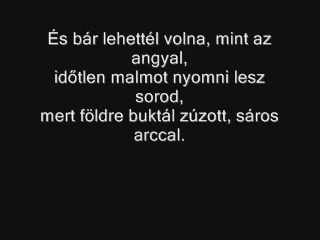 És bár lehettél volna, mint az
angyal,
időtlen malmot nyomni lesz
sorod,
mert földre buktál zúzott, sáros
arccal.